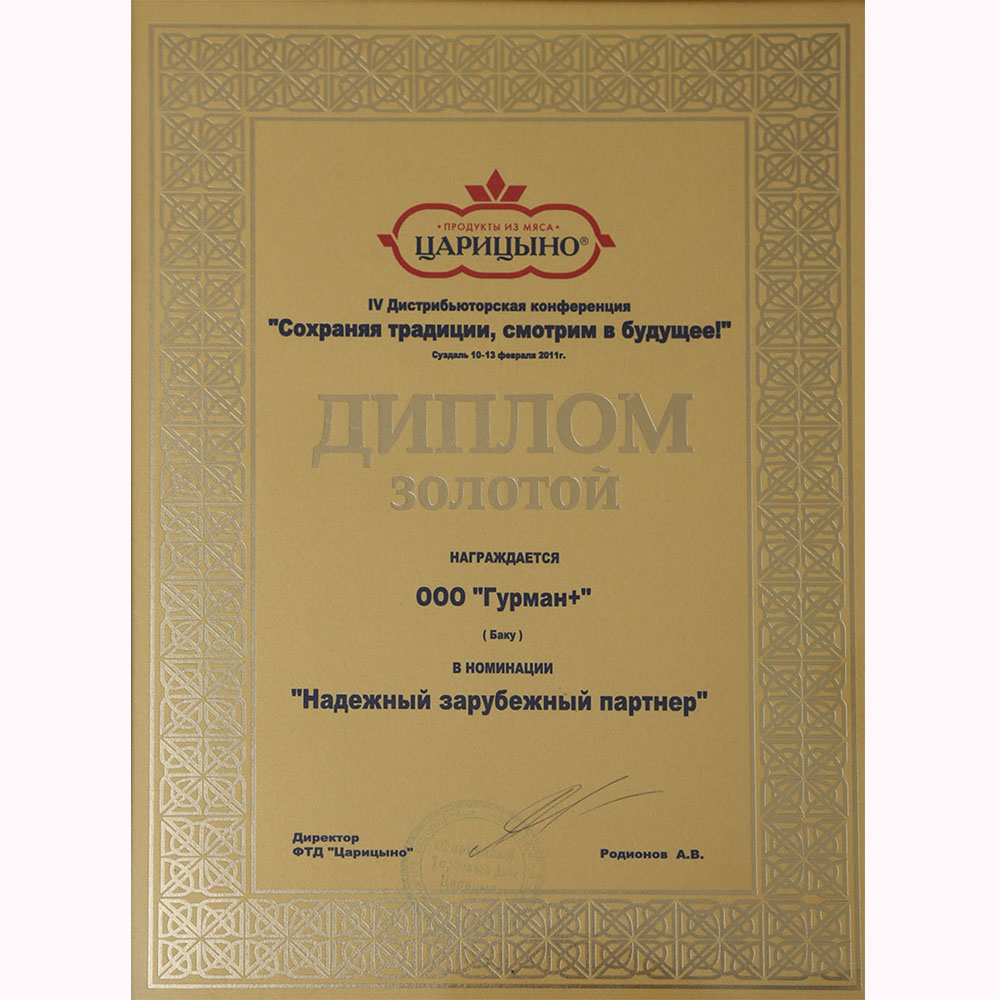 • ПРОДУКТЫ ИЗ МЯСА •
ЦАРИЦЫНО®
IV Дистрибьюторская конференция
"Сохраняя традиции, смотрим в будущее!"
Суздаль 10-13 февраля 2011г.
ДИПЛОМ
золотой
НАГРАЖДАЕТСЯ
ООО "Гурман+"
( Баку )
В НОМИНАЦИИ
"Надежный зарубежный партнер"
Директор
ФТД "Царицыно"
Родионов А.В.